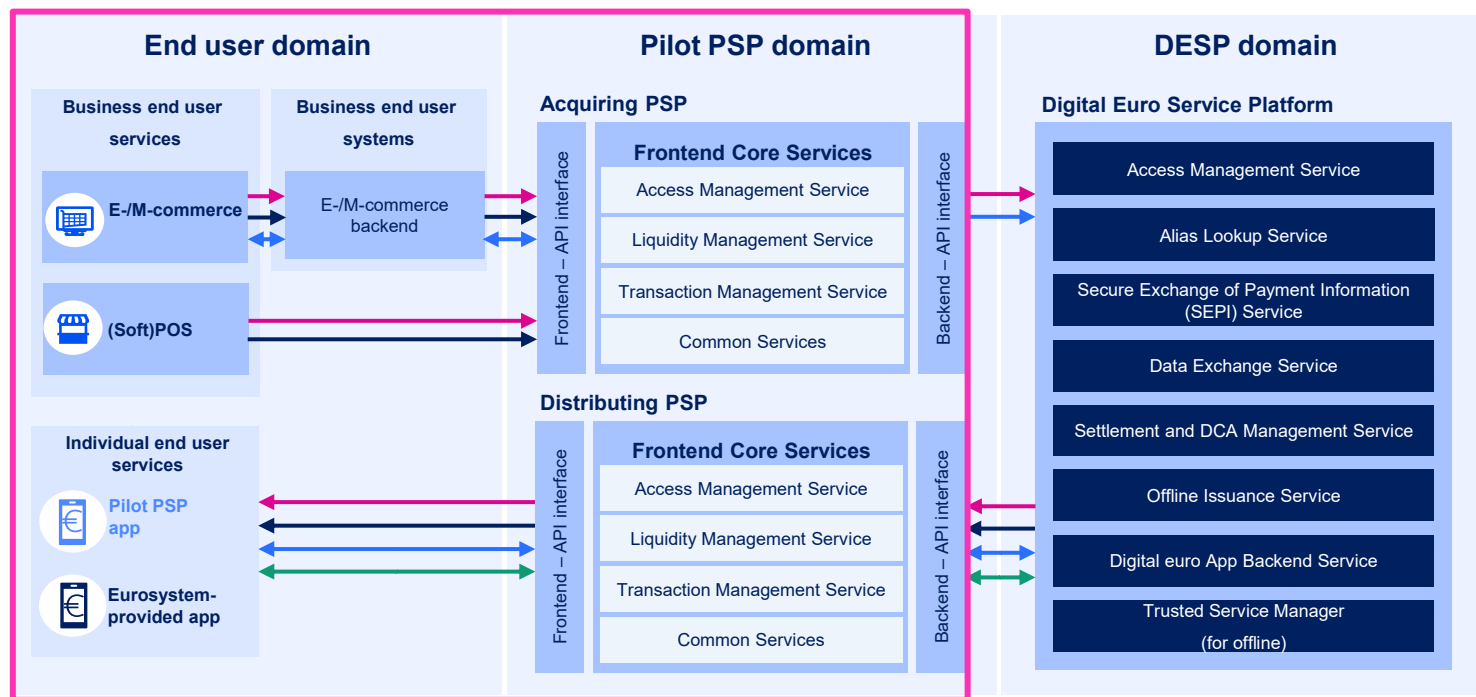 End user domain
Pilot PSP domain
DESP domain
Business end user
services
Business end user
systems
E-/M-commerce
E-/M-commerce
backend
(Soft)POS
Individual end user
services
Pilot PSP
app
Eurosystem-
provided app
Acquiring PSP
Frontend – API interface
Frontend Core Services
Access Management Service
Liquidity Management Service
Transaction Management Service
Common Services
Backend – API interface
Distributing PSP
Frontend – API interface
Frontend Core Services
Access Management Service
Liquidity Management Service
Transaction Management Service
Common Services
Backend – API interface
Digital Euro Service Platform
Access Management Service
Alias Lookup Service
Secure Exchange of Payment Information
(SEPI) Service
Data Exchange Service
Settlement and DCA Management Service
Offline Issuance Service
Digital euro App Backend Service
Trusted Service Manager
(for offline)